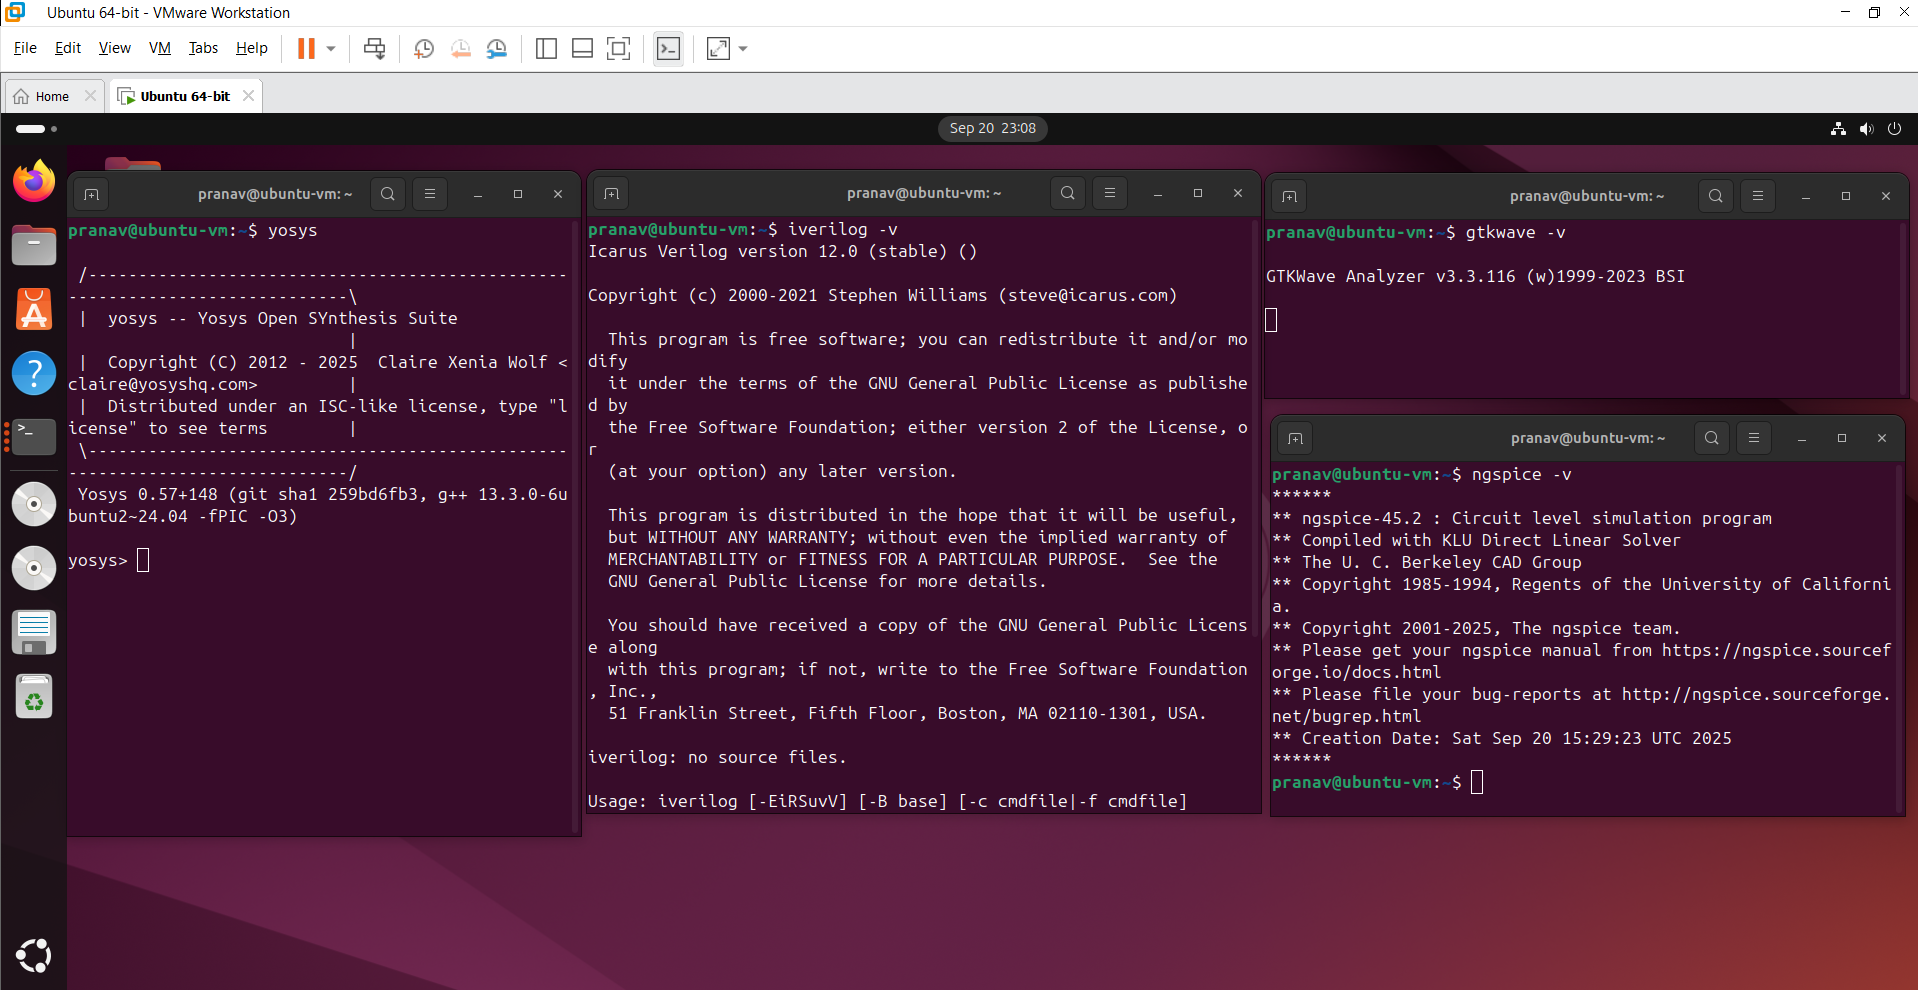 Ubuntu 64-bit - VMware Workstation
File Edit View VM Tabs Help
Home
Ubuntu 64-bit
Sep 20 23:08
pranav@ubuntu-vm: ~
pranav@ubuntu-vm:~$ yosys
/------------------------------------------------
----------------------------\
| yosys -- Yosys Open SYnthesis Suite
|
| Copyright (C) 2012 - 2025 Claire Xenia Wolf <
claire@yosyshq.com> |
| Distributed under an ISC-like license, type "l
icense" to see terms |
\------------------------------------------------
----------------------------/
Yosys 0.57+148 (git sha1 259bd6fb3, g++ 13.3.0-6u
buntu2~24.04 -fPIC -O3)
yosys>
pranav@ubuntu-vm: ~
pranav@ubuntu-vm:~$ iverilog -v
Icarus Verilog version 12.0 (stable) ()
Copyright (c) 2000-2021 Stephen Williams (steve@icarus.com)
This program is free software; you can redistribute it and/or mo
dify
it under the terms of the GNU General Public License as publishe
d by
the Free Software Foundation; either version 2 of the License, o
r
(at your option) any later version.
This program is distributed in the hope that it will be useful,
but WITHOUT ANY WARRANTY; without even the implied warranty of
MERCHANTABILITY or FITNESS FOR A PARTICULAR PURPOSE. See the
GNU General Public License for more details.
You should have received a copy of the GNU General Public Licens
e along
with this program; if not, write to the Free Software Foundation
, Inc.,
51 Franklin Street, Fifth Floor, Boston, MA 02110-1301, USA.
iverilog: no source files.
Usage: iverilog [-EiRSuvV] [-B base] [-c cmdfile|-f cmdfile]
pranav@ubuntu-vm: ~
pranav@ubuntu-vm:~$ gtkwave -v
GTKWave Analyzer v3.3.116 (w)1999-2023 BSI
pranav@ubuntu-vm: ~
pranav@ubuntu-vm:~$ ngspice -v
******
** ngspice-45.2 : Circuit level simulation program
** Compiled with KLU Direct Linear Solver
** The U. C. Berkeley CAD Group
** Copyright 1985-1994, Regents of the University of Californi
a.
** Copyright 2001-2025, The ngspice team.
** Please get your ngspice manual from https://ngspice.sourcef
orge.io/docs.html
** Please file your bug-reports at http://ngspice.sourceforge.
net/bugrep.html
** Creation Date: Sat Sep 20 15:29:23 UTC 2025
******
pranav@ubuntu-vm:~$